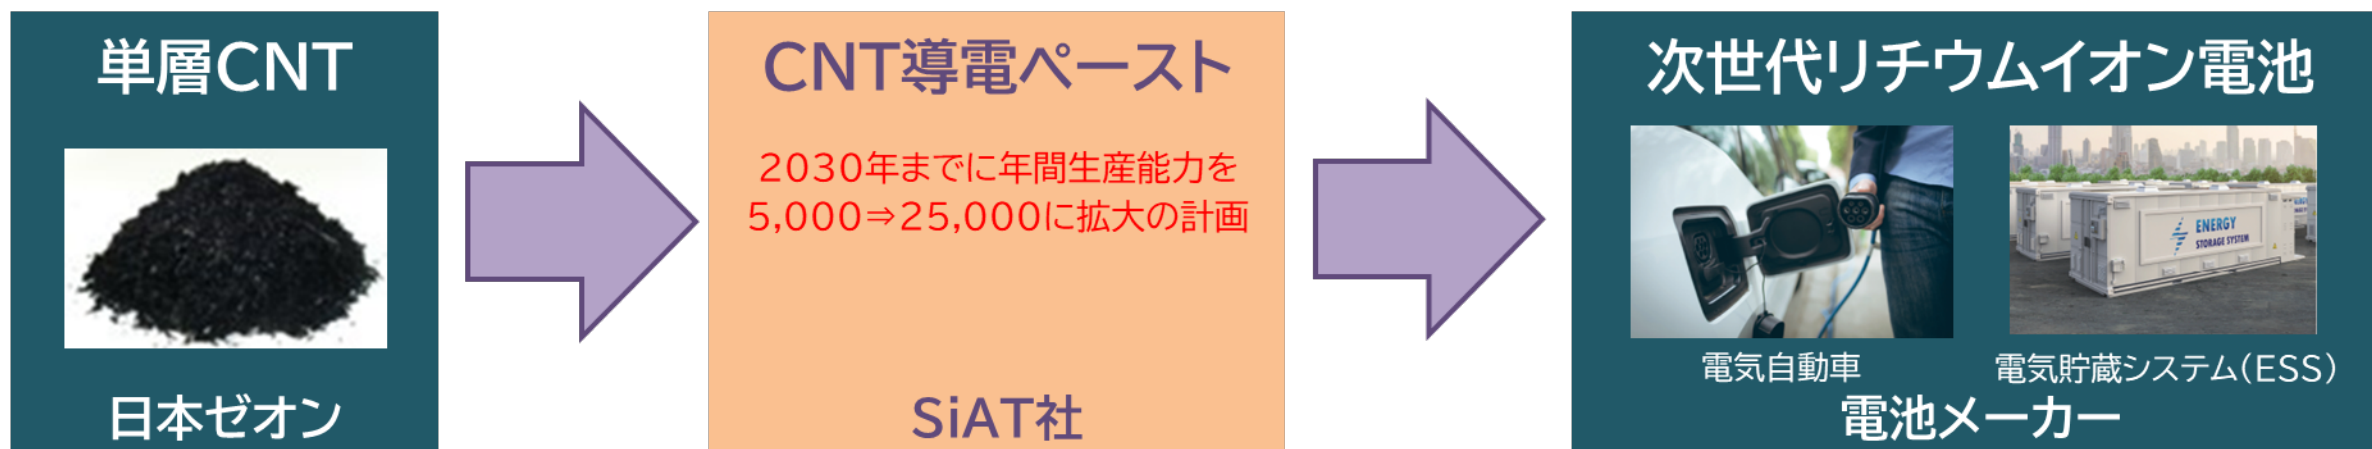 単層CNT
日本ゼオン
CNT導電ペースト
2030年までに年間生産能力を
5,000⇒25,000に拡大の計画
SiAT社
次世代リチウムイオン電池
ENERGY
STORAGE SYSTEM
電気自動車
電気貯蔵システム(ESS)
電池メーカー